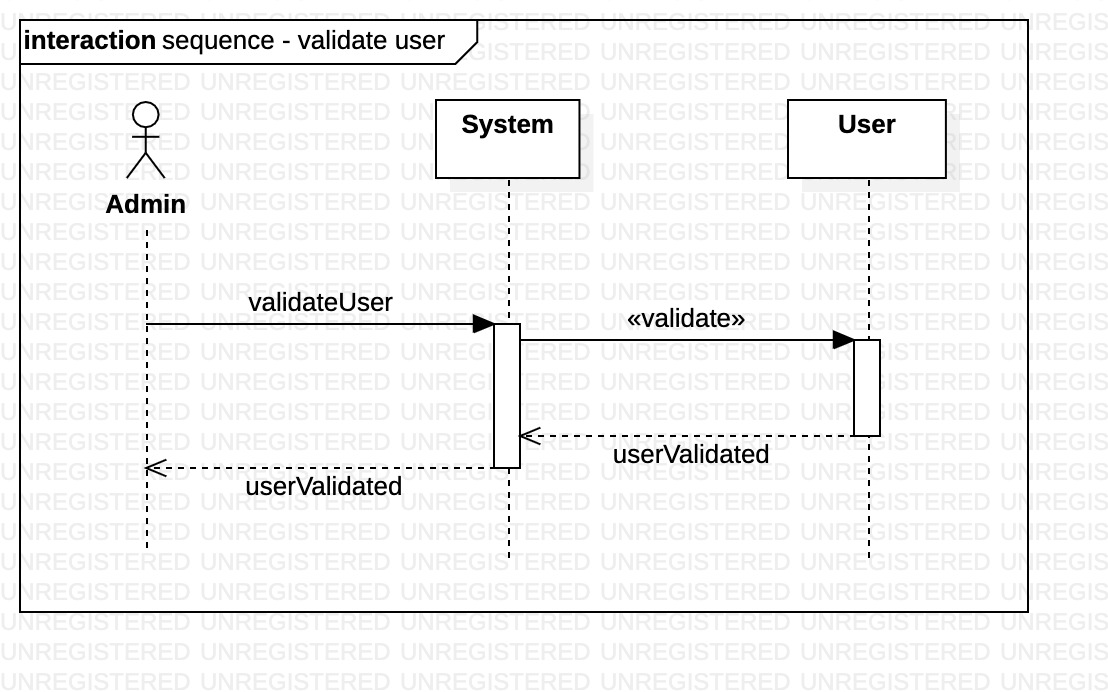 interaction sequence - validate user
System
User
Admin
validateUser
«validate»
userValidated
userValidated
UNREGISTERED UNREGISTERED UNREGISTERED UNREGISTERED UNREGISTERED UNREGIS